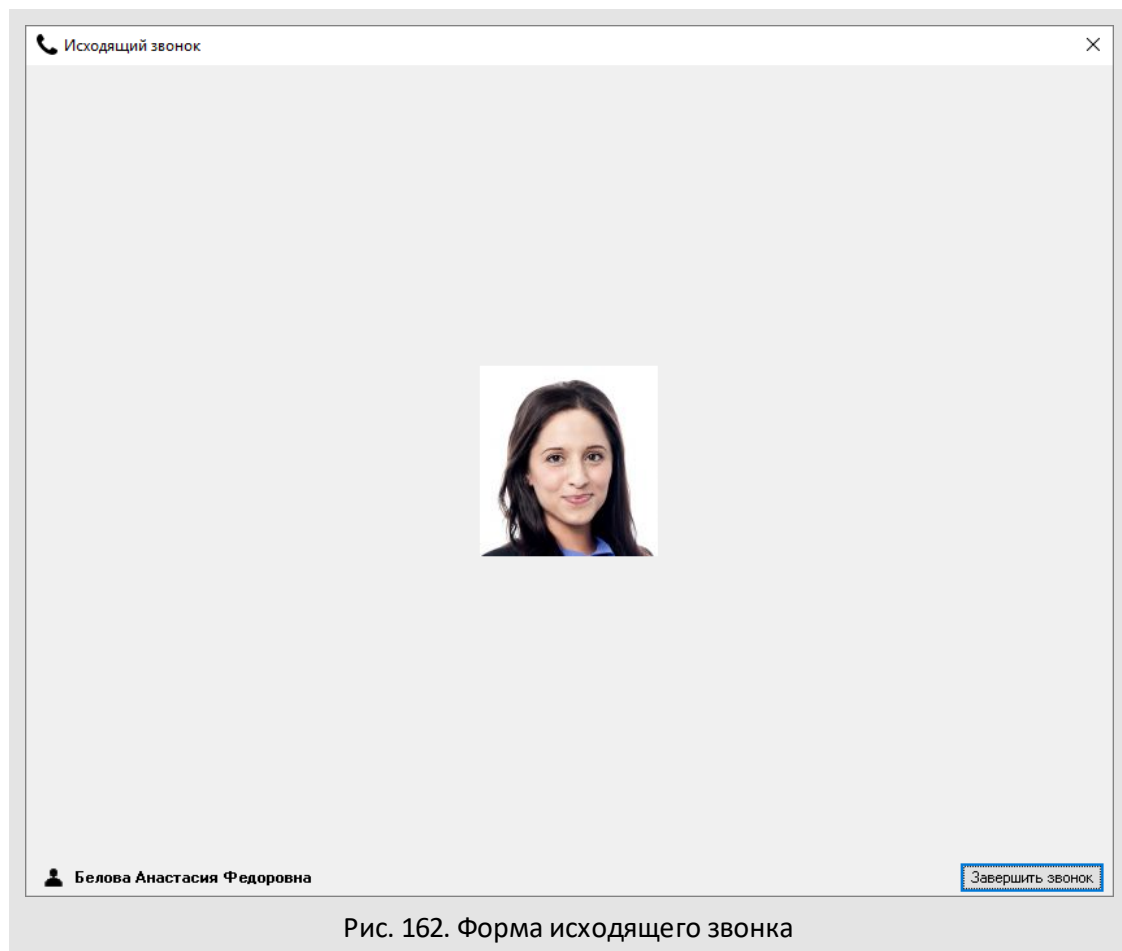 Исходящий звонок
Белова Анастасия Федоровна
Завершить звонок
Рис. 162. Форма исходящего звонка